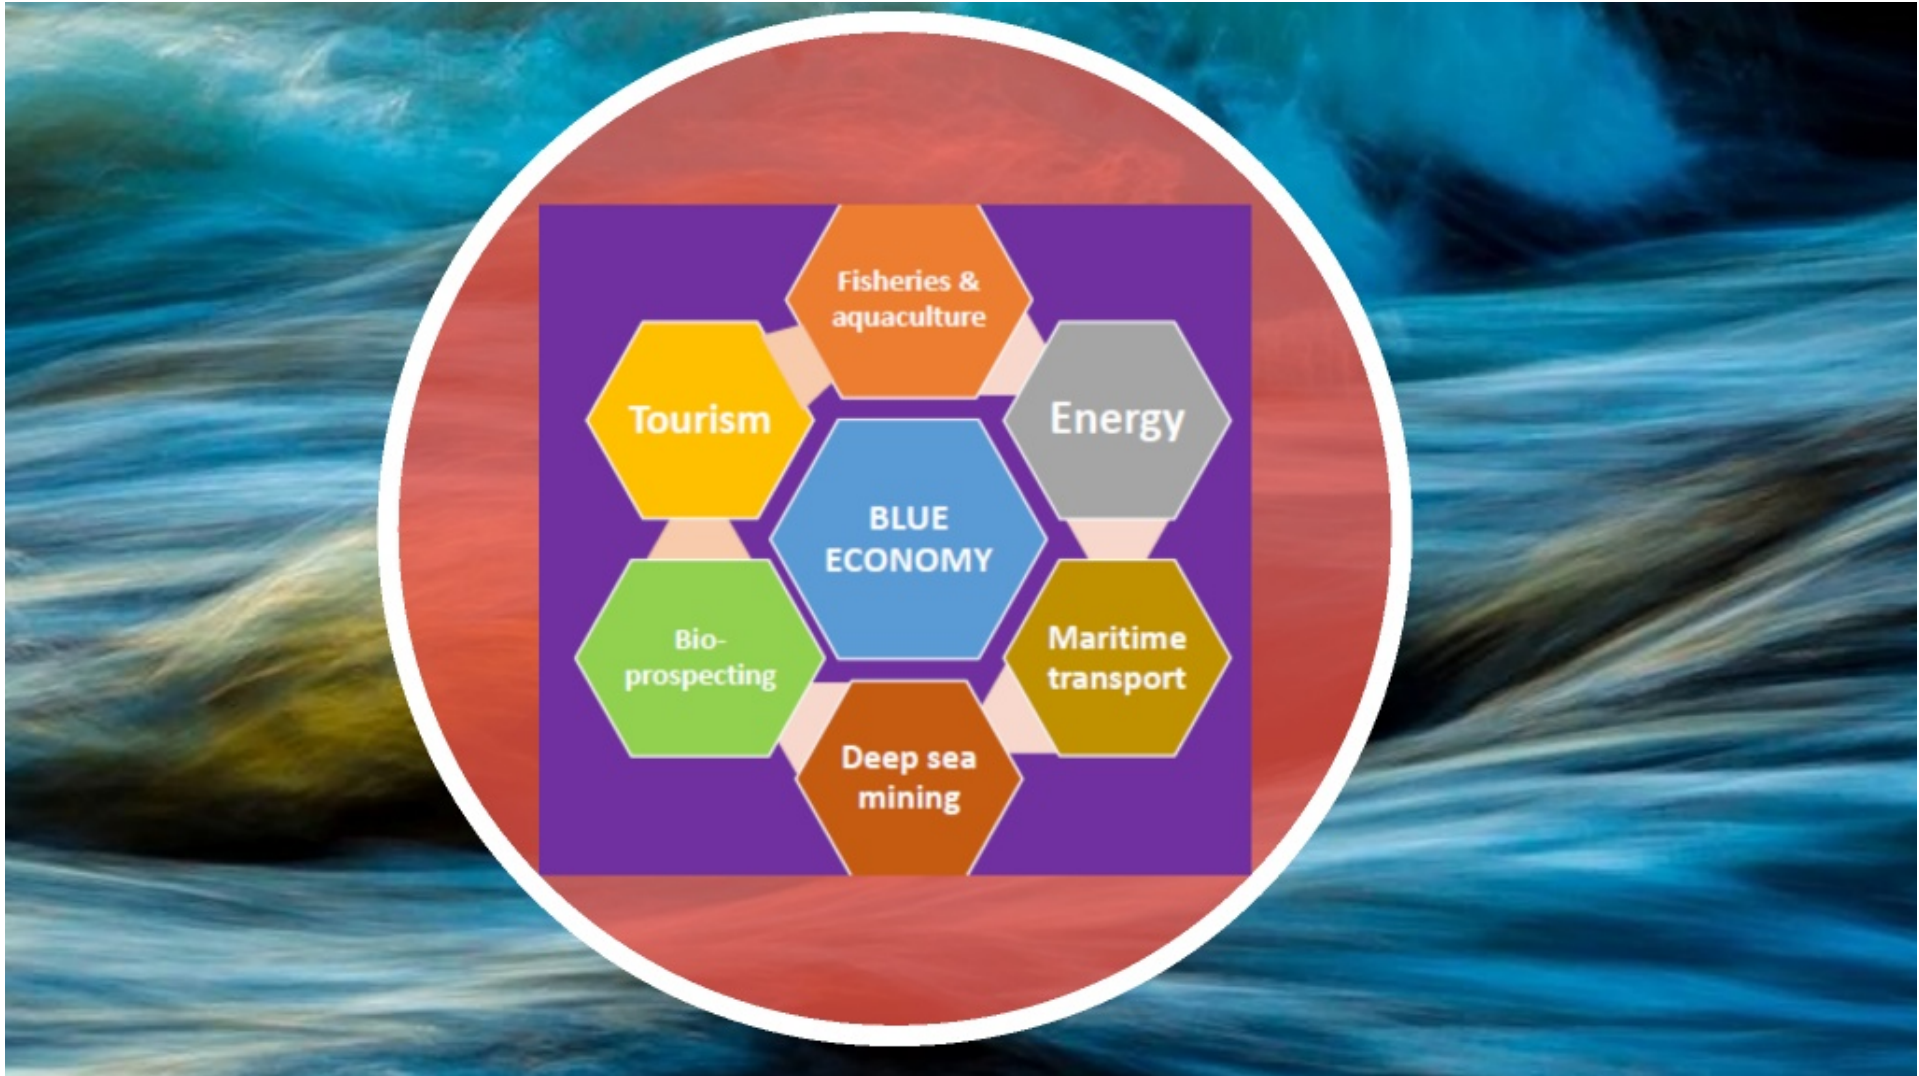 Fisheries &
aquaculture
Tourism
Energy
BLUE
ECONOMY
Bio-
prospecting
Maritime
transport
Deep sea
mining